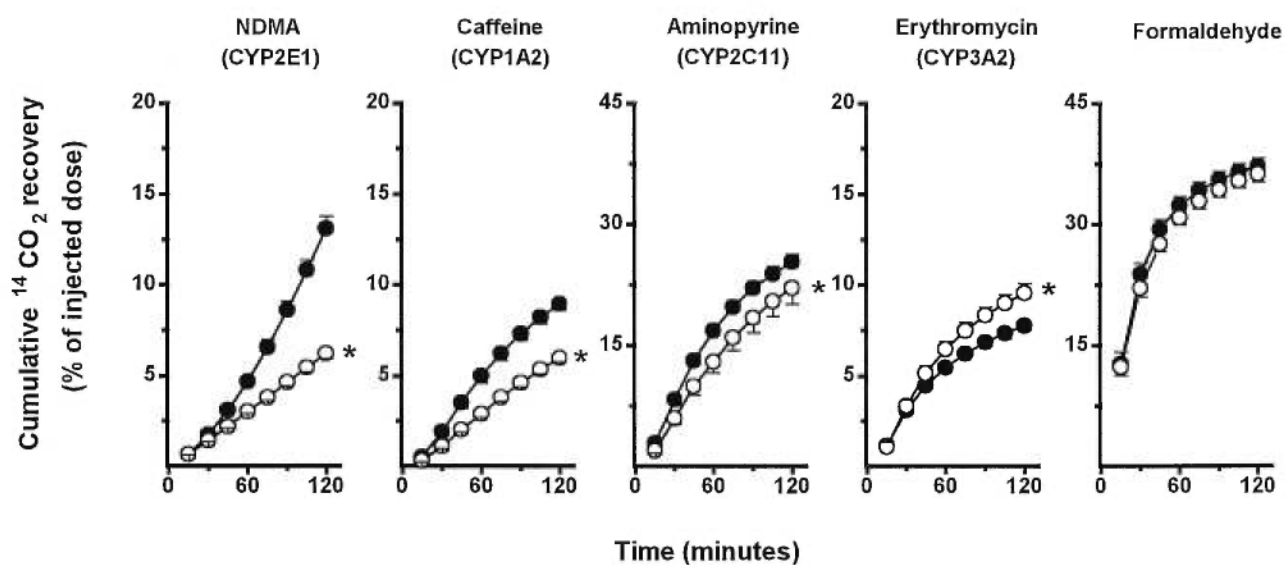 NDMA
(CYP2E1)
Caffeine
(CYP1A2)
Aminopyrine
(CYP2C11)
Erythromycin
(CYP3A2)
Formaldehyde
Cumulative ¹⁴CO₂ recovery
(% of injected dose)
20
15
10
5
0 60 120
*
20
15
10
5
0 60 120
*
45
30
15
0 60 120
*
20
15
10
5
0 60 120
*
45
30
15
0 60 120
Time (minutes)